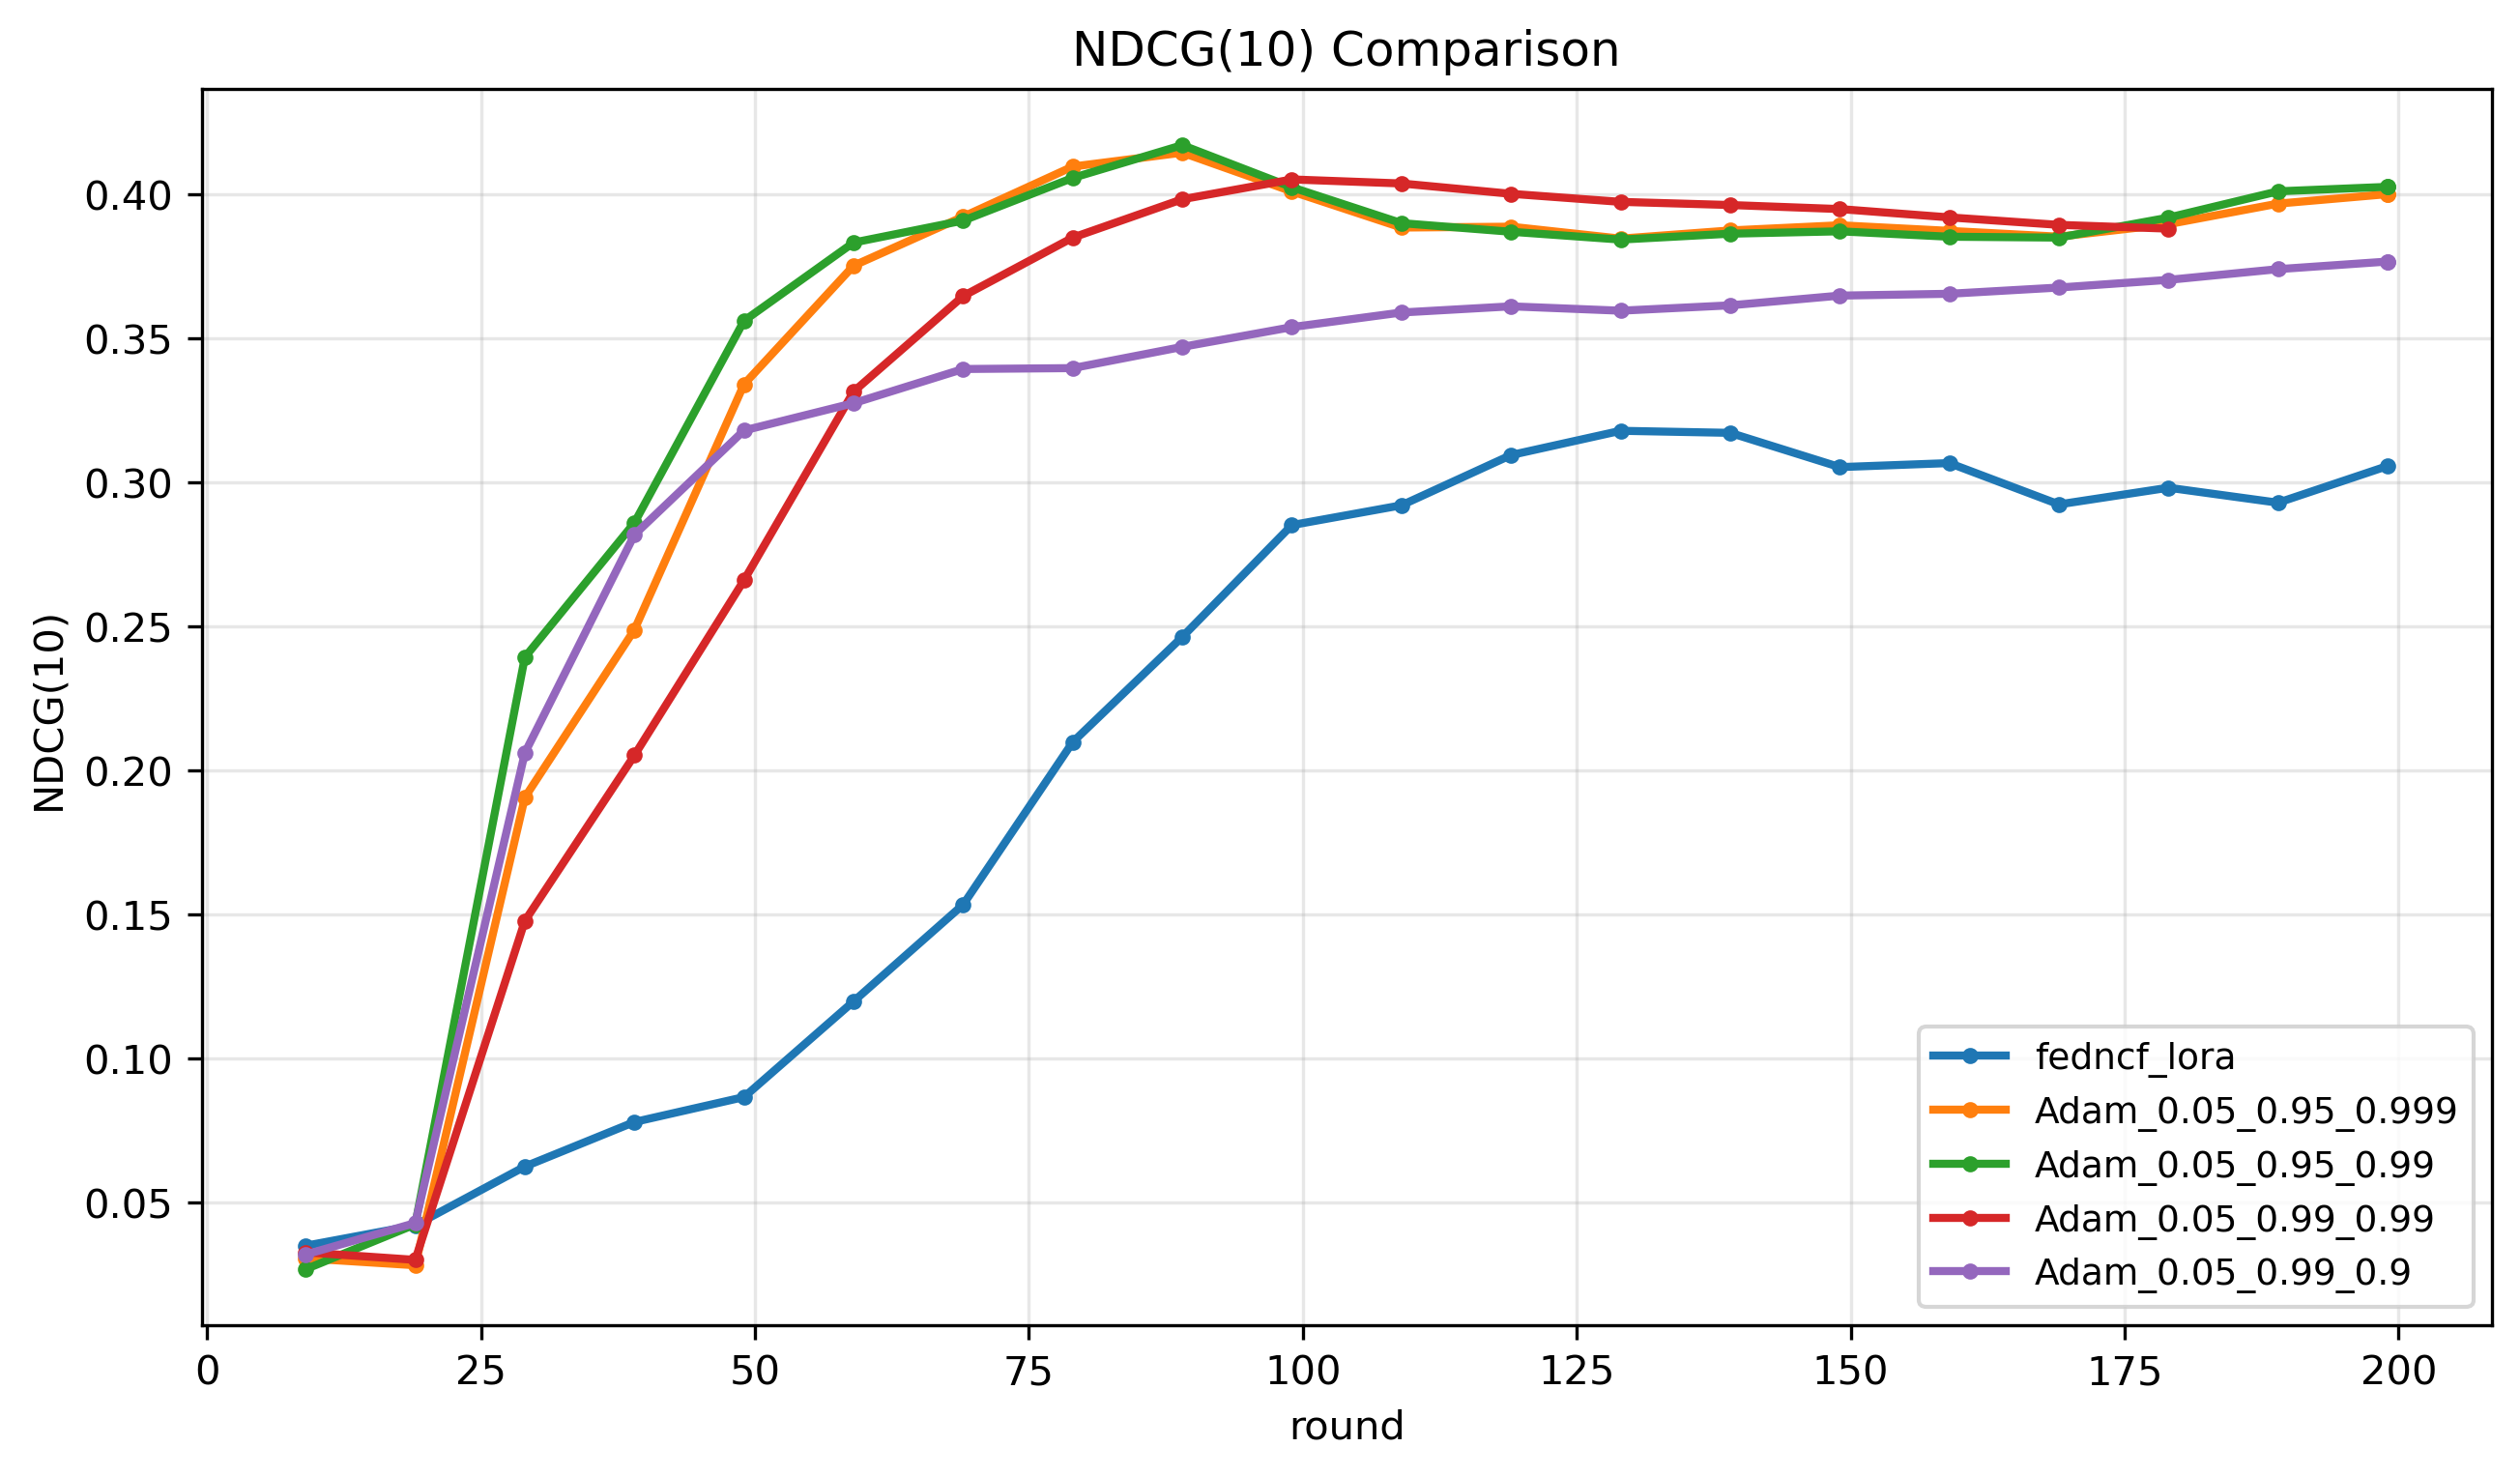 NDCG(10) Comparison
NDCG(10)
0.40
0.35
0.30
0.25
0.20
0.15
0.10
0.05
0 25 50 75 100 125 150 175 200
round
fedncf_lora
Adam_0.05_0.95_0.999
Adam_0.05_0.95_0.99
Adam_0.05_0.99_0.99
Adam_0.05_0.99_0.9